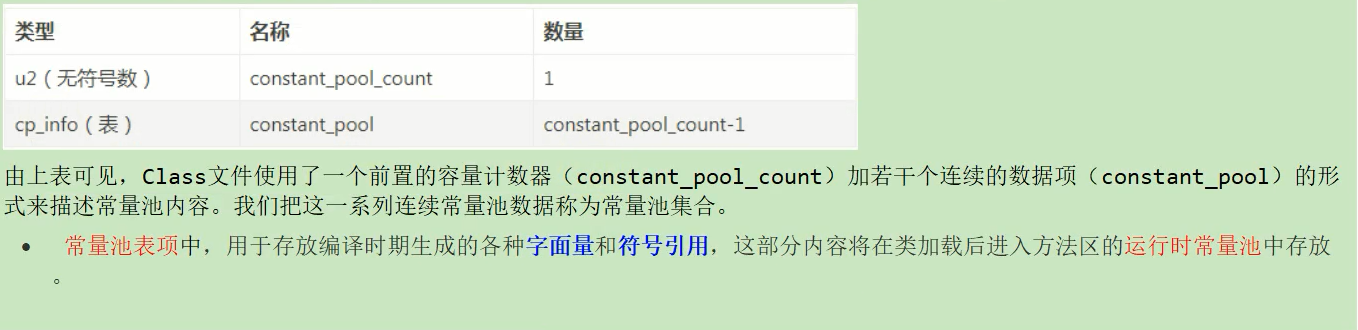 类型 名称 数量
u2（无符号数） constant_pool_count 1
cp_info（表） constant_pool constant_pool_count-1
由上表可见，Class文件使用了一个前置的容量计数器（constant_pool_count）加若干个连续的数据项（constant_pool）的形
式来描述常量池内容。我们把这一系列连续常量池数据称为常量池集合。
• 常量池表项中，用于存放编译时期生成的各种字面量和符号引用，这部分内容将在类加载后进入方法区的运行时常量池中存放
。